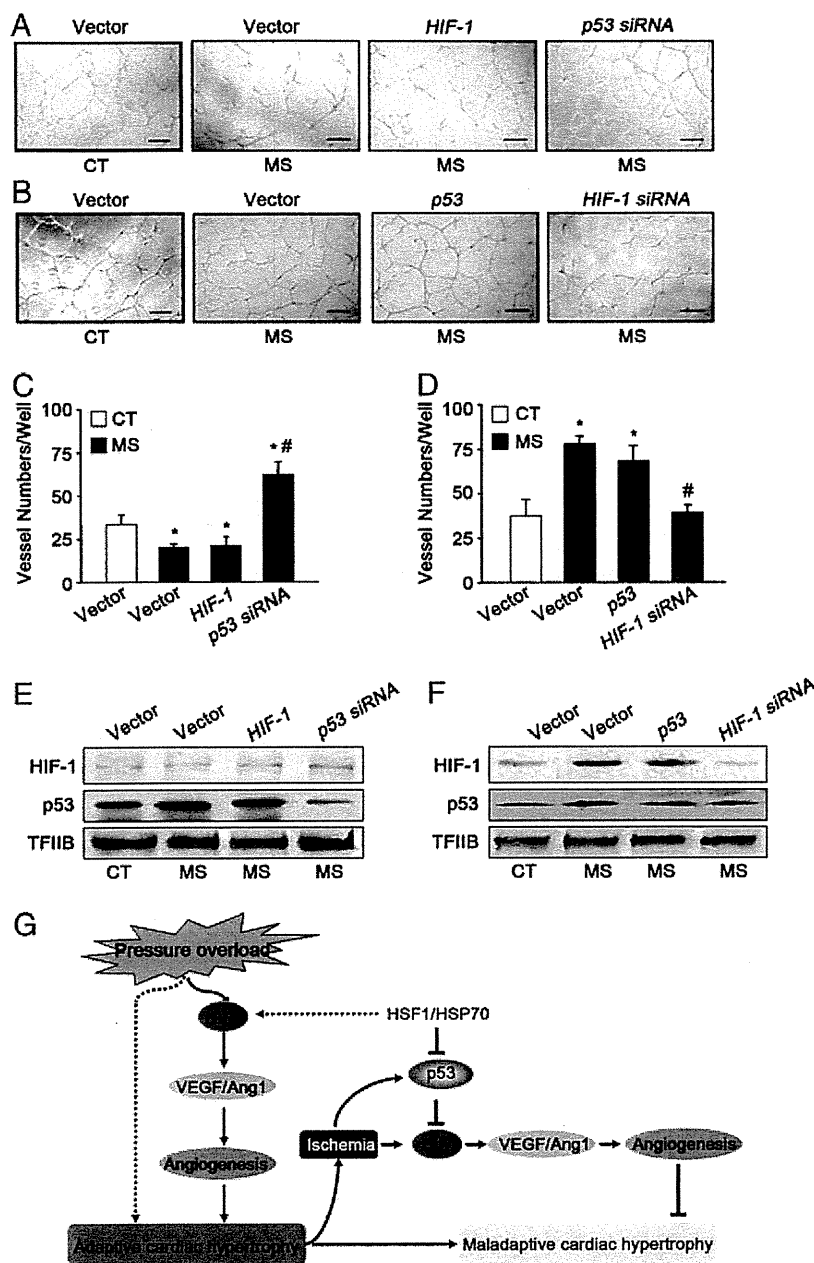 A
Vector Vector HIF-1 p53 siRNA
CT MS MS MS
B
Vector Vector p53 HIF-1 siRNA
CT MS MS MS
C
Vessel Numbers/Well
100
75
50
25
0
CT
MS
* * *#
Vector Vector HIF-1 p53 siRNA
D
Vessel Numbers/Well
100
75
50
25
0
CT
MS
* * #
Vector Vector p53 HIF-1 siRNA
E
Vector Vector HIF-1 p53 siRNA
HIF-1
p53
TFIIB
CT MS MS MS
F
Vector Vector p53 HIF-1 siRNA
HIF-1
p53
TFIIB
CT MS MS MS
G
Pressure overload
HSF1/HSP70
p53
VEGF/Ang1
Ischemia VEGF/Ang1 Angiogenesis
Angiogenesis
Adaptive cardiac hypertrophy Maladaptive cardiac hypertrophy